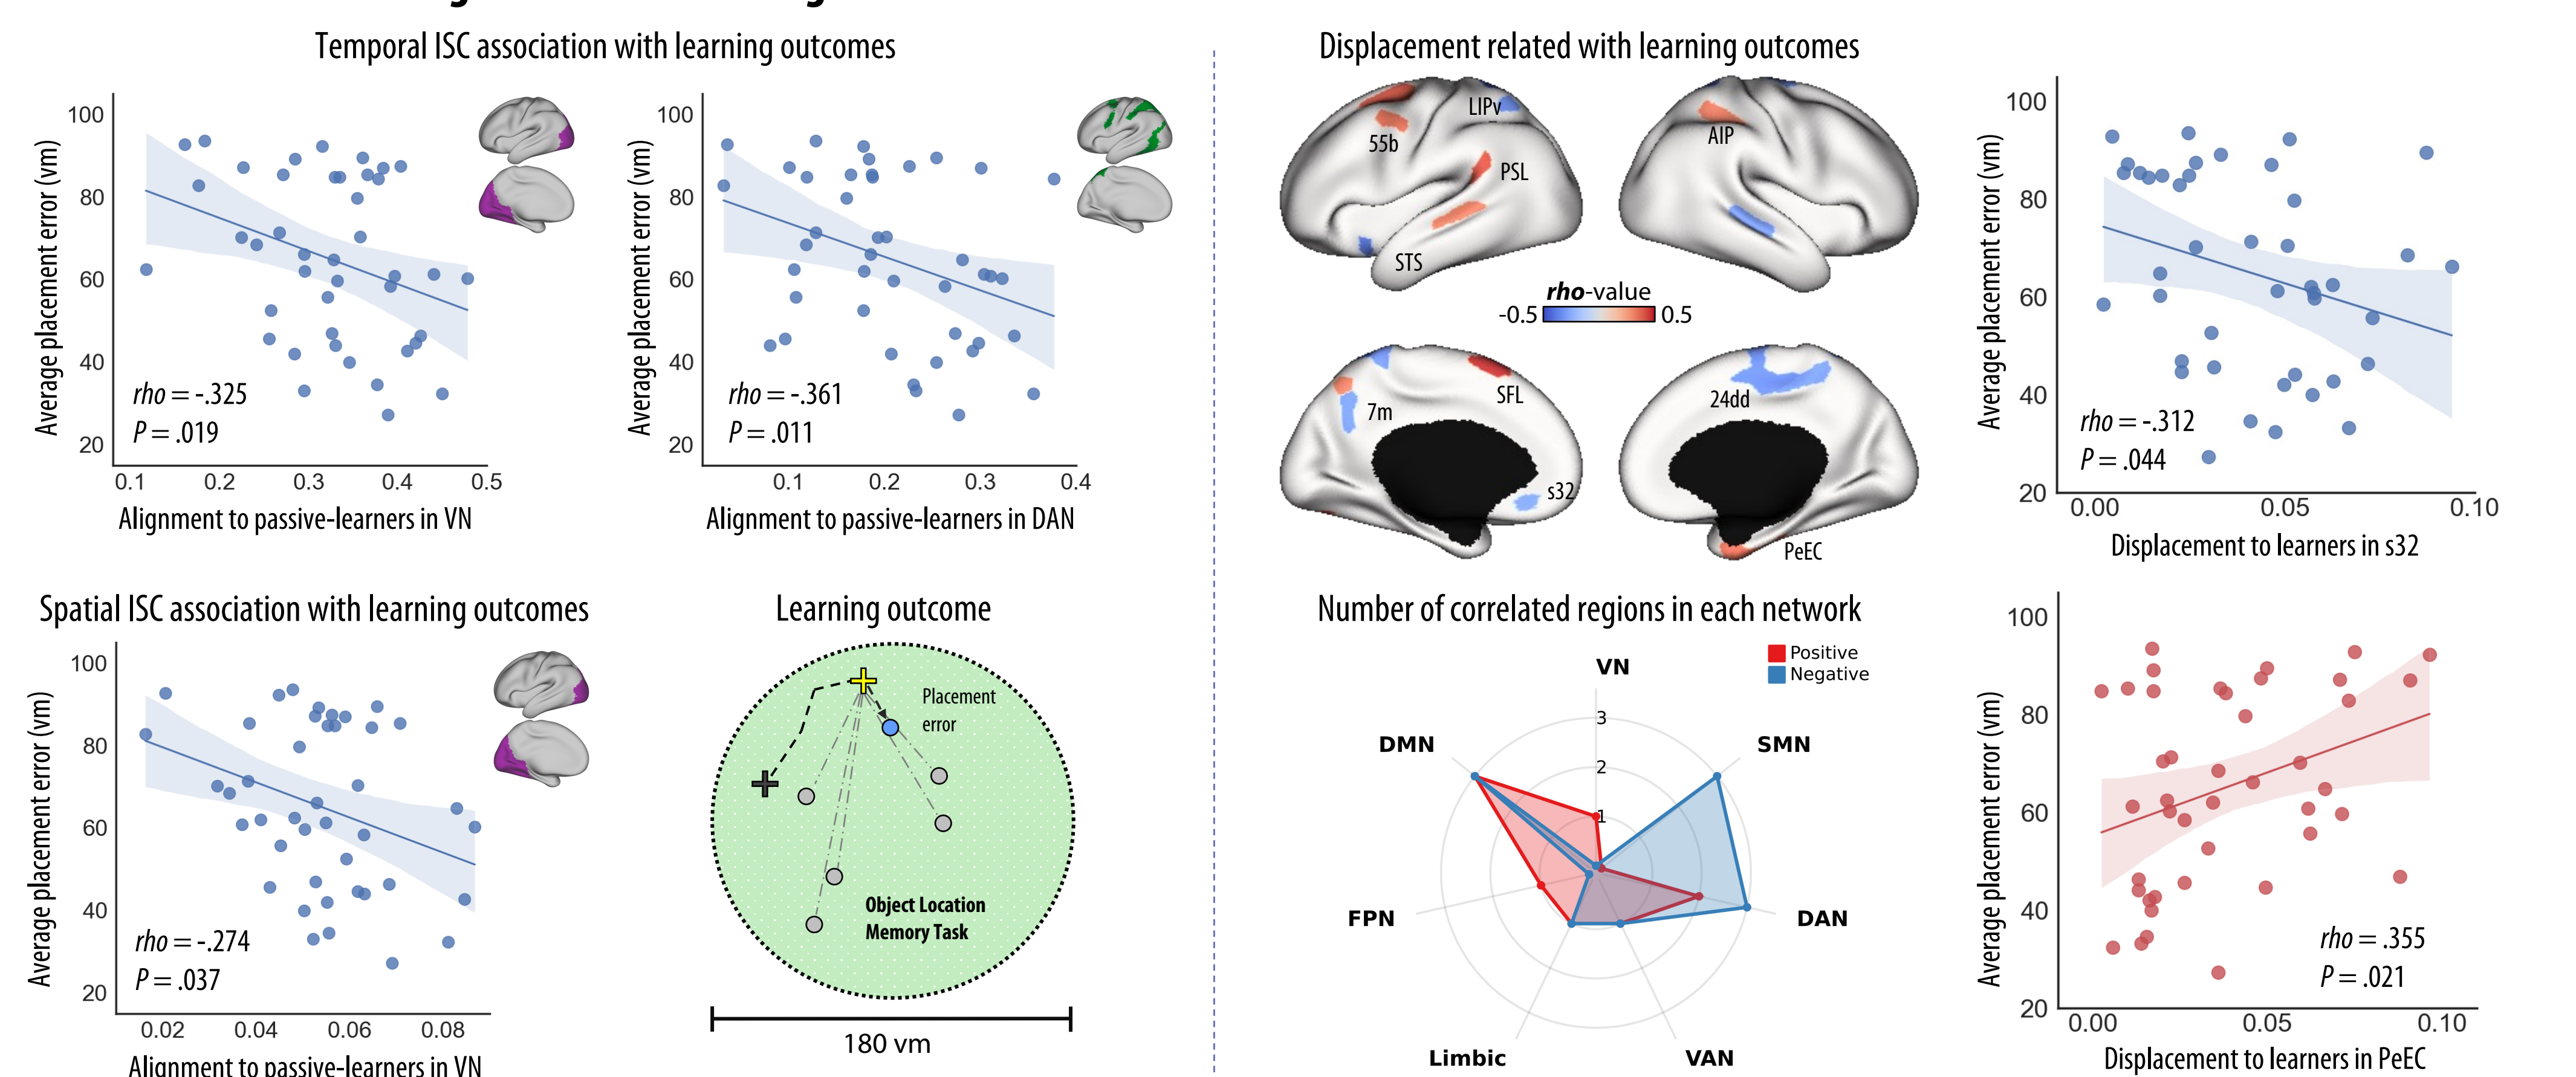 Temporal ISC association with learning outcomes
Average placement error (vm)
100
80
60
40
20
rho = -.325
P = .019
0.1 0.2 0.3 0.4 0.5
Alignment to passive-learners in VN
Average placement error (vm)
100
80
60
40
20
rho = -.361
P = .011
0.1 0.2 0.3 0.4
Alignment to passive-learners in DAN
Spatial ISC association with learning outcomes
Average placement error (vm)
100
80
60
40
20
rho = -.274
P = .037
0.02 0.04 0.06 0.08
Alignment to passive-learners in VN
Learning outcome
Placement
error
Object Location
Memory Task
180 vm
Displacement related with learning outcomes
LIPv
55b
PSL
STS
AIP
rho-value
-0.5 0.5
7m
SFL
s32
24dd
PeEC
Average placement error (vm)
100
80
60
40
20
rho = -.312
P = .044
0.00 0.05 0.10
Displacement to learners in s32
Number of correlated regions in each network
Positive
Negative
VN
SMN
DAN
VAN
Limbic
FPN
DMN
3
2
1
Average placement error (vm)
100
80
60
40
20
rho = .355
P = .021
0.00 0.05 0.10
Displacement to learners in PeEC